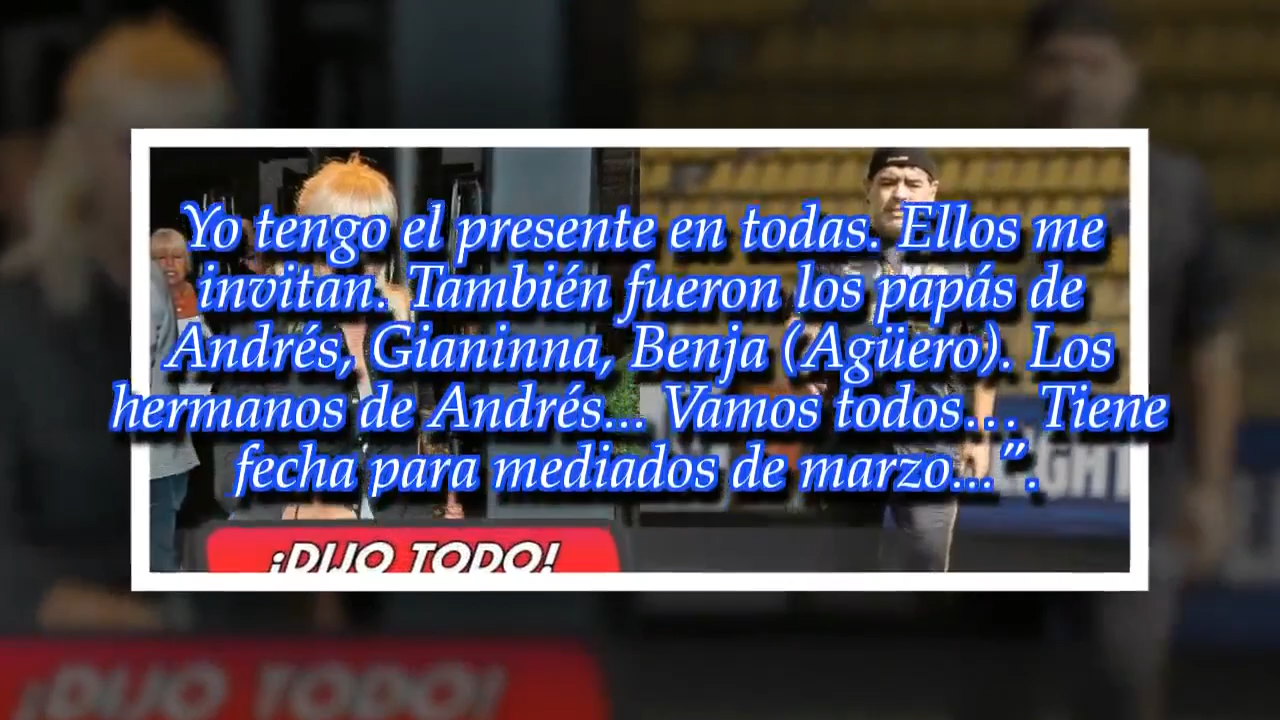 Yo tengo el presente en todas. Ellos me
invitan. También fueron los papás de
Andrés, Gianinna, Benja (Agüero). Los
hermanos de Andrés... Vamos todos… Tiene
fecha para mediados de marzo...”.
¡DIJO TODO!
¡DIJO TODO!